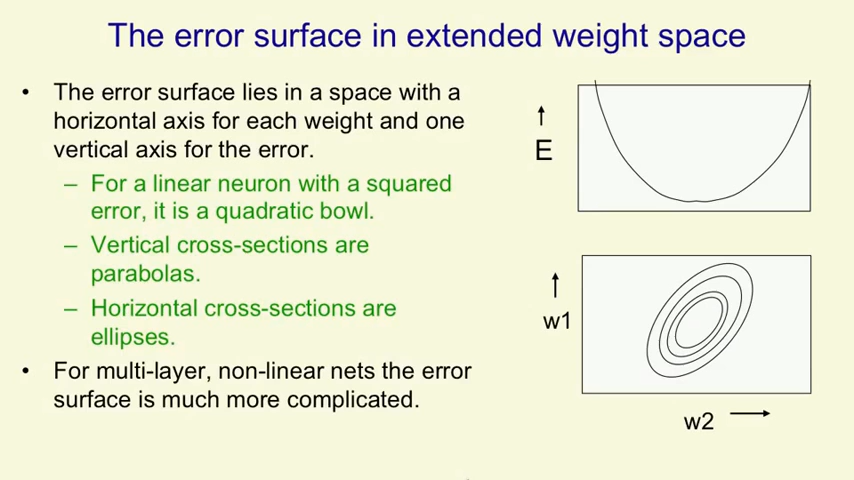 The error surface in extended weight space
• The error surface lies in a space with a
horizontal axis for each weight and one
vertical axis for the error.
– For a linear neuron with a squared
error, it is a quadratic bowl.
– Vertical cross-sections are
parabolas.
– Horizontal cross-sections are
ellipses.
• For multi-layer, non-linear nets the error
surface is much more complicated.
E
w1
w2